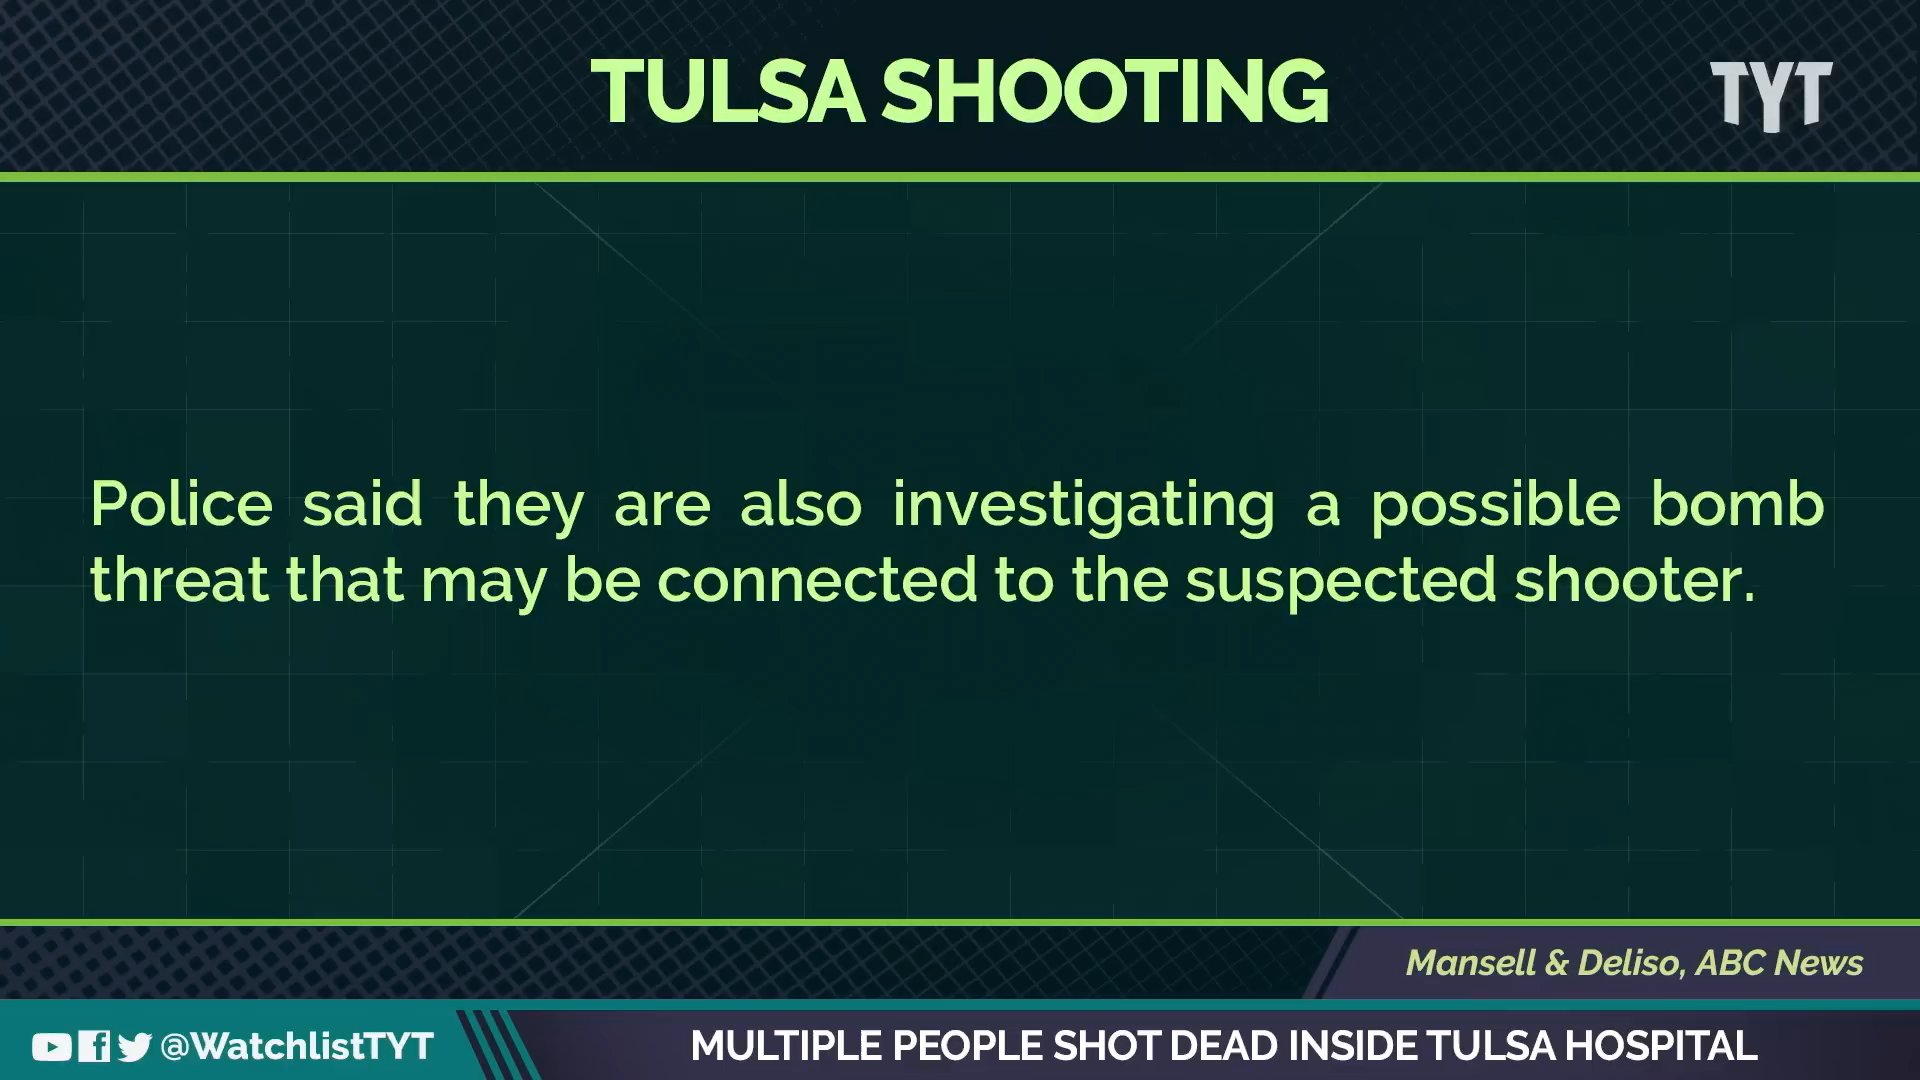 TULSA SHOOTING
TYT
Police said they are also investigating a possible bomb
threat that may be connected to the suspected shooter.
Mansell & Deliso, ABC News
@WatchlistTYT
MULTIPLE PEOPLE SHOT DEAD INSIDE TULSA HOSPITAL